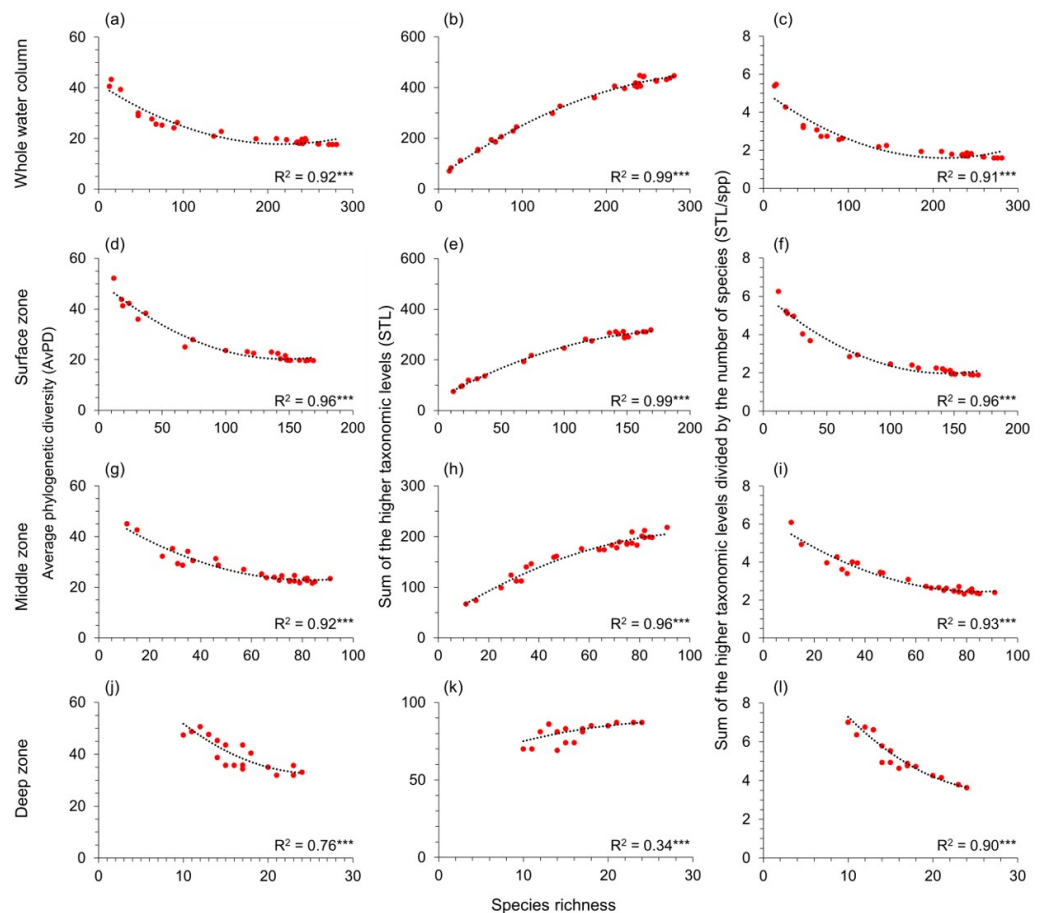 (a)
(b)
(c)
Whole water column
60
40
20
0
R² = 0.92***
0 100 200 300
600
400
200
0
R² = 0.99***
0 100 200 300
8
6
4
2
0
R² = 0.91***
0 100 200 300
(d)
(e)
(f)
Surface zone
60
40
20
0
R² = 0.96***
0 50 100 150 200
600
400
200
0
R² = 0.99***
0 50 100 150 200
8
6
4
2
0
R² = 0.96***
0 50 100 150 200
Average phylogenetic diversity (AvPD)
Sum of the higher taxonomic levels (STL)
Sum of the higher taxonomic levels divided by the number of species (STL/spp)
(g)
(h)
(i)
Middle zone
60
40
20
0
R² = 0.92***
0 20 40 60 80 100
300
200
100
0
R² = 0.96***
0 20 40 60 80 100
8
6
4
2
0
R² = 0.93***
0 20 40 60 80 100
(j)
(k)
(l)
Deep zone
60
40
20
0
R² = 0.76***
0 10 20 30
100
50
0
R² = 0.34***
0 10 20 30
8
6
4
2
0
R² = 0.90***
0 10 20 30
Species richness